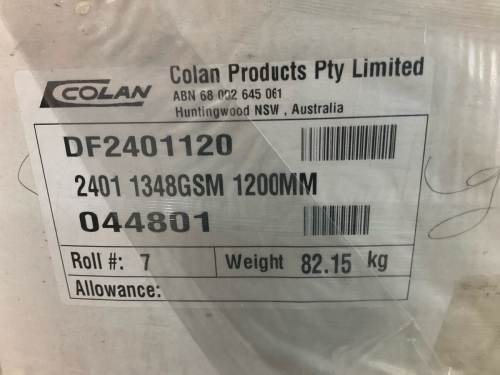 COLAN
Colan Products Pty Limited
ABN 68 002 645 061
Huntingwood NSW , Australia
DF2401120
2401 1348GSM 1200MM
044801
Roll #: 7 Weight 82.15 kg
Allowance: